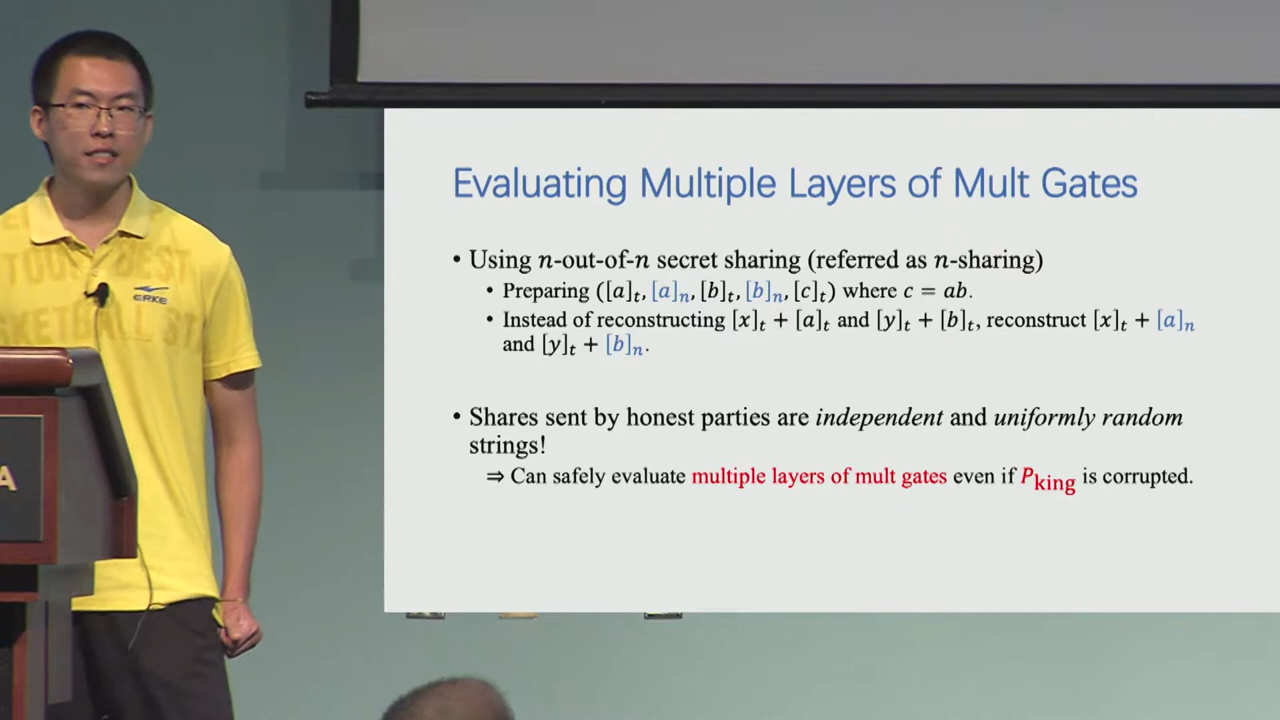 Evaluating Multiple Layers of Mult Gates
• Using n-out-of-n secret sharing (referred as n-sharing)
• Preparing ([a]ₜ, [a]ₙ, [b]ₜ, [b]ₙ, [c]ₜ) where c = ab.
• Instead of reconstructing [x]ₜ + [a]ₜ and [y]ₜ + [b]ₜ, reconstruct [x]ₜ + [a]ₙ
and [y]ₜ + [b]ₙ.
• Shares sent by honest parties are independent and uniformly random
strings!
⇒ Can safely evaluate multiple layers of mult gates even if P_king is corrupted.
ERKE
A